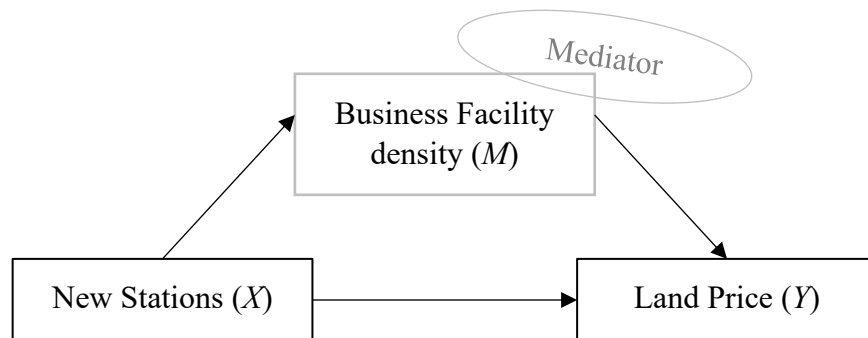 Mediator
Business Facility
density (M)
New Stations (X)
Land Price (Y)